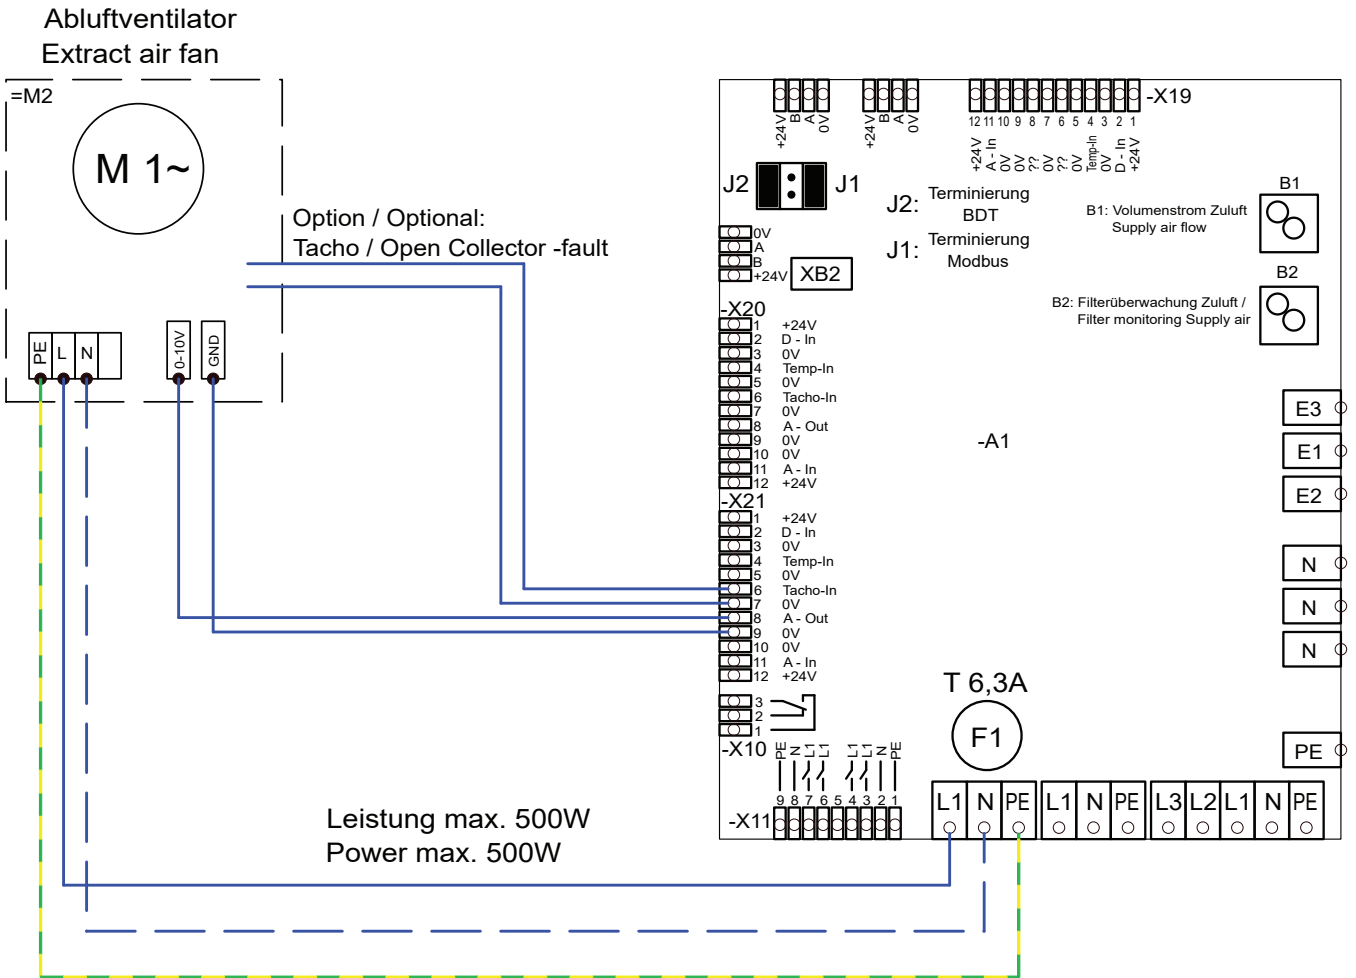 Abluftventilator
Extract air fan
=M2
M 1~
Option / Optional:
Tacho / Open Collector -fault
PE L N
0-10V GND
+24V B A 0V
+24V B A 0V
-X19
12 11 10 9 8 7 6 5 4 3 2 1
+24V A - In 0V 0V ?? 0V ?? 0V Temp-In 0V D - In +24V
J2 J1
J2: Terminierung
BDT
J1: Terminierung
Modbus
B1
B1: Volumenstrom Zuluft
Supply air flow
B2
B2: Filterüberwachung Zuluft /
Filter monitoring Supply air
0V
A
B
+24V
XB2
-X20
1 +24V
2 D - In
3 0V
4 Temp-In
5 0V
6 Tacho-In
7 0V
8 A - Out
9 0V
10 0V
11 A - In
12 +24V
-X21
1 +24V
2 D - In
3 0V
4 Temp-In
5 0V
6 Tacho-In
7 0V
8 A - Out
9 0V
10 0V
11 A - In
12 +24V
3
2
1
-X10
-A1
E3
E1
E2
N
N
N
PE
T 6,3A
F1
PE N L1 L1 L1 L1 N PE
9 8 7 6 5 4 3 2 1
-X11
L1 N PE L1 N PE L3 L2 L1 N PE
Leistung max. 500W
Power max. 500W